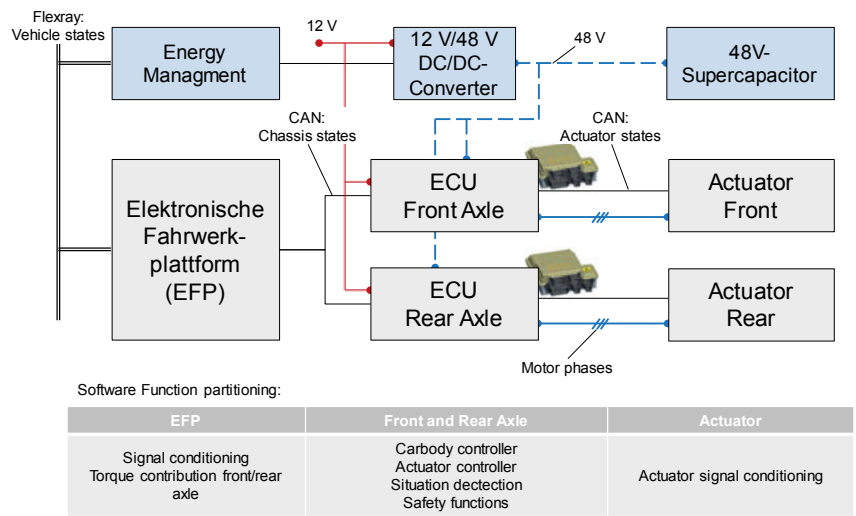 Flexray:
Vehicle states
12 V
Energy
Managment
12 V/48 V
DC/DC-
Converter
48 V
48V-
Supercapacitor
CAN:
Chassis states
CAN:
Actuator states
Elektronische
Fahrwerk-
plattform
(EFP)
ECU
Front Axle
Actuator
Front
ECU
Rear Axle
Actuator
Rear
Motor phases
Software Function partitioning:
EFP
Front and Rear Axle
Actuator
Signal conditioning
Torque contribution front/rear
axle
Carbody controller
Actuator controller
Situation dectection
Safety functions
Actuator signal conditioning